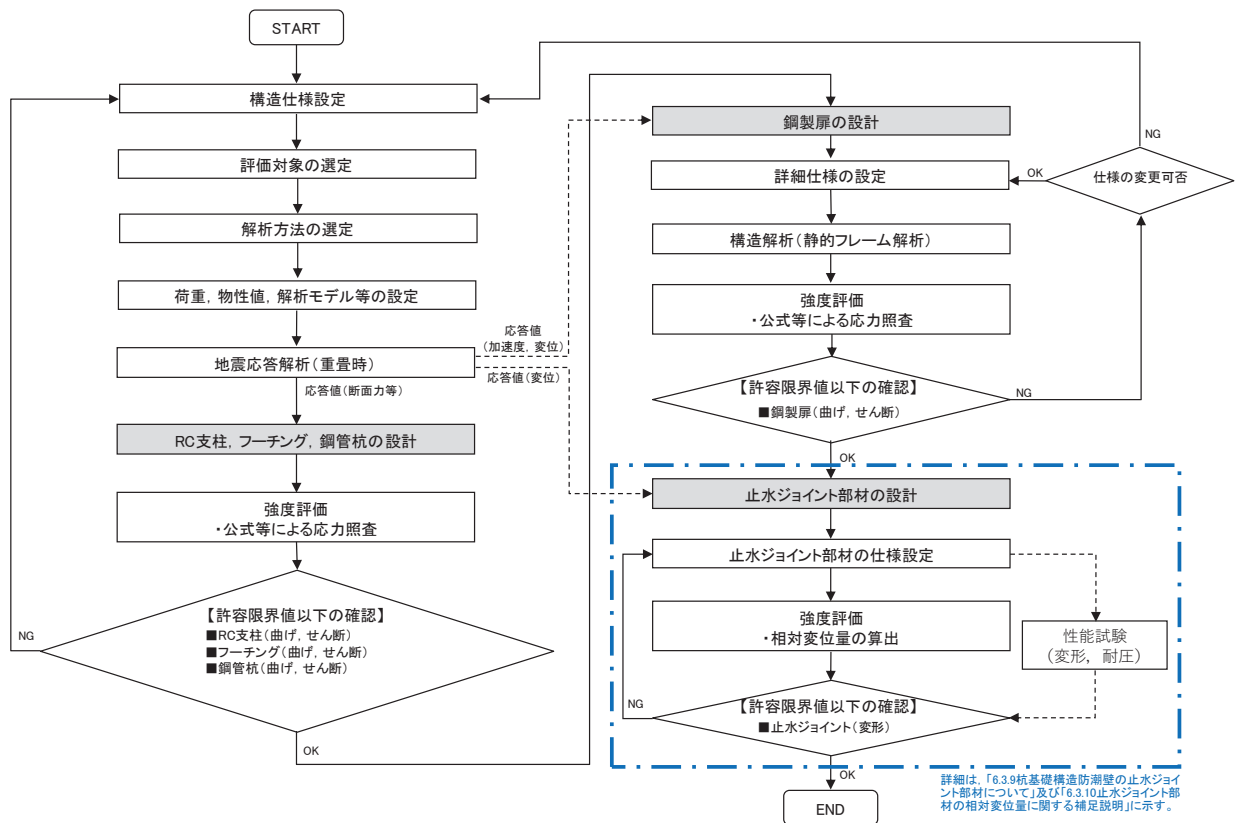 START
構造仕様設定
評価対象の選定
解析方法の選定
荷重，物性値，解析モデル等の設定
地震応答解析（重畳時）
応答値（断面力等）
応答値
（加速度，変位）
応答値（変位）
RC支柱，フーチング，鋼管杭の設計
強度評価
・公式等による応力照査
【許容限界値以下の確認】
■RC支柱（曲げ，せん断）
■フーチング（曲げ，せん断）
■鋼管杭（曲げ，せん断）
NG
OK
鋼製扉の設計
詳細仕様の設定
OK
仕様の変更可否
NG
構造解析（静的フレーム解析）
強度評価
・公式等による応力照査
【許容限界値以下の確認】
■鋼製扉（曲げ，せん断）
NG
OK
止水ジョイント部材の設計
止水ジョイント部材の仕様設定
強度評価
・相対変位量の算出
性能試験
（変形，耐圧）
【許容限界値以下の確認】
■止水ジョイント（変形）
NG
OK
END
詳細は，「6.3.9杭基礎構造防潮壁の止水ジョイ
ント部材について」及び「6.3.10止水ジョイント部
材の相対変位量に関する補足説明」に示す。